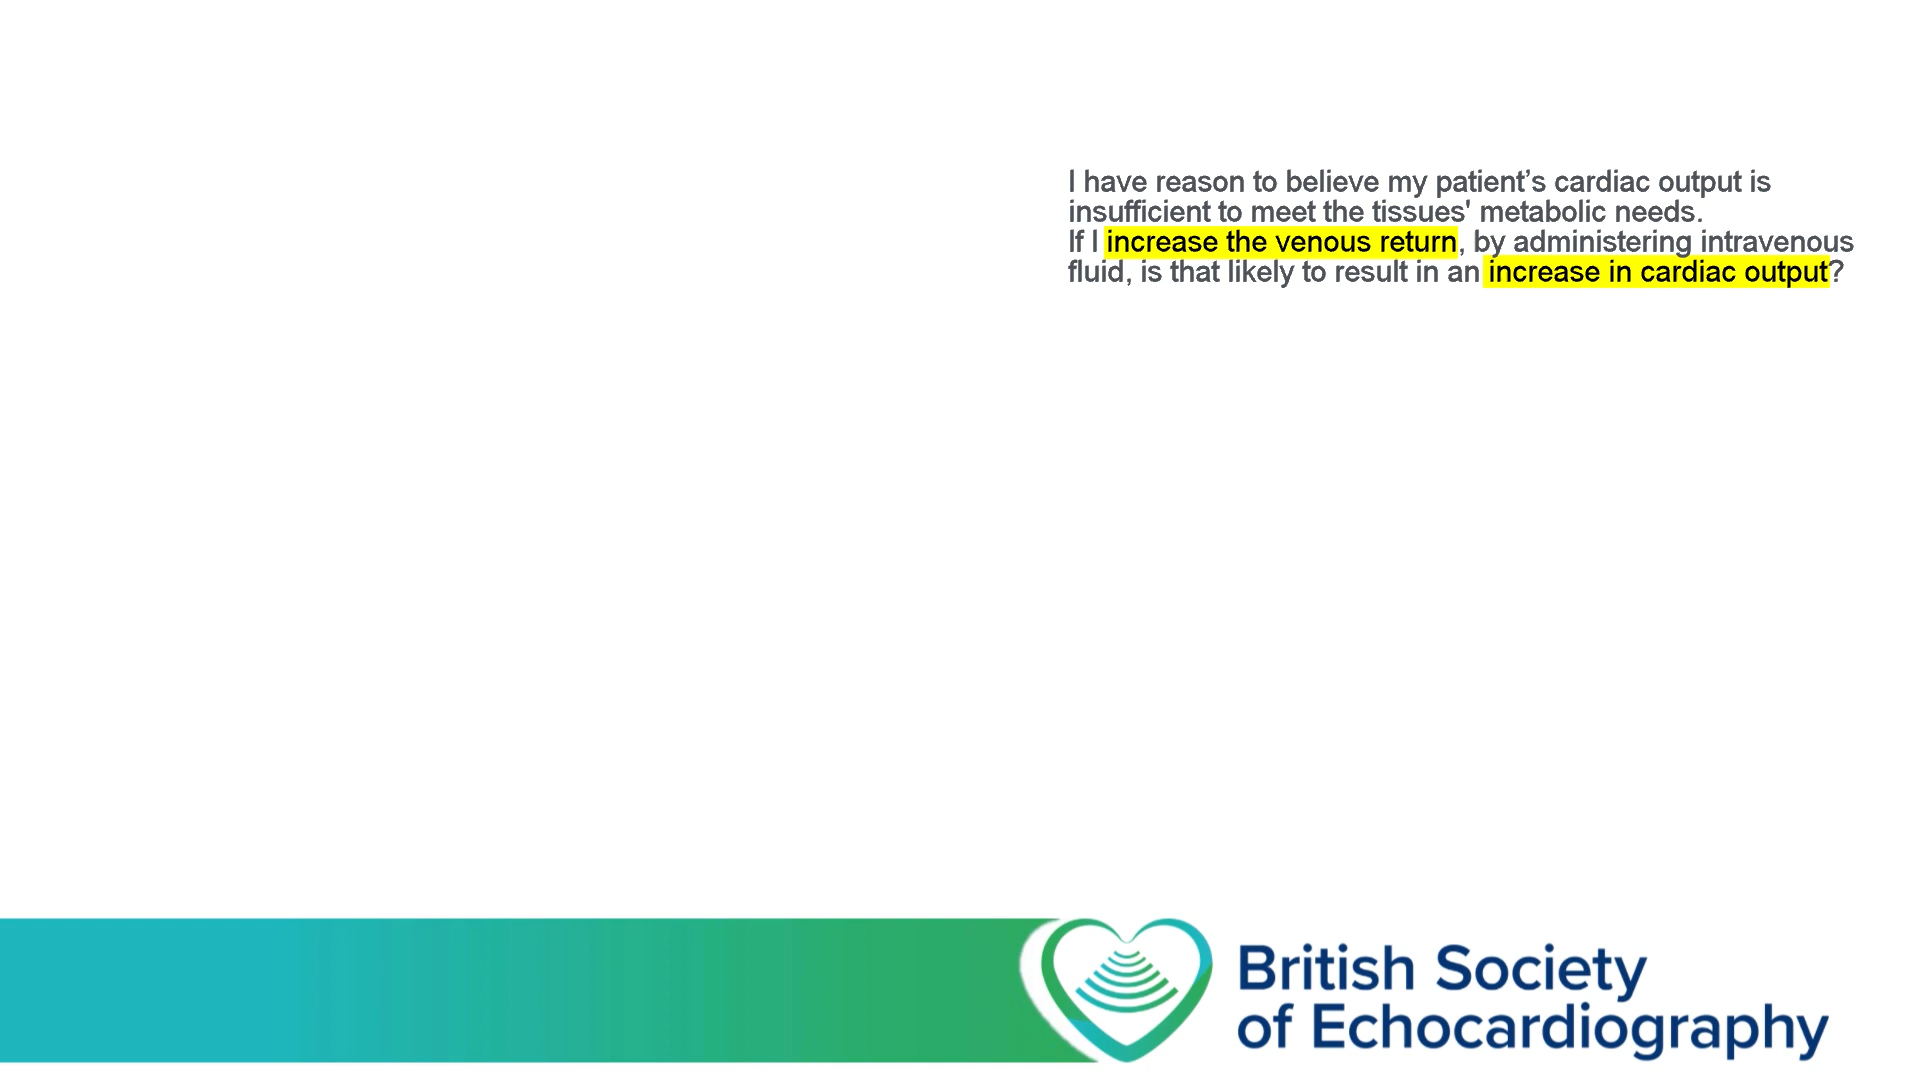 I have reason to believe my patient’s cardiac output is
insufficient to meet the tissues' metabolic needs.
If I increase the venous return, by administering intravenous
fluid, is that likely to result in an increase in cardiac output?
British Society
of Echocardiography